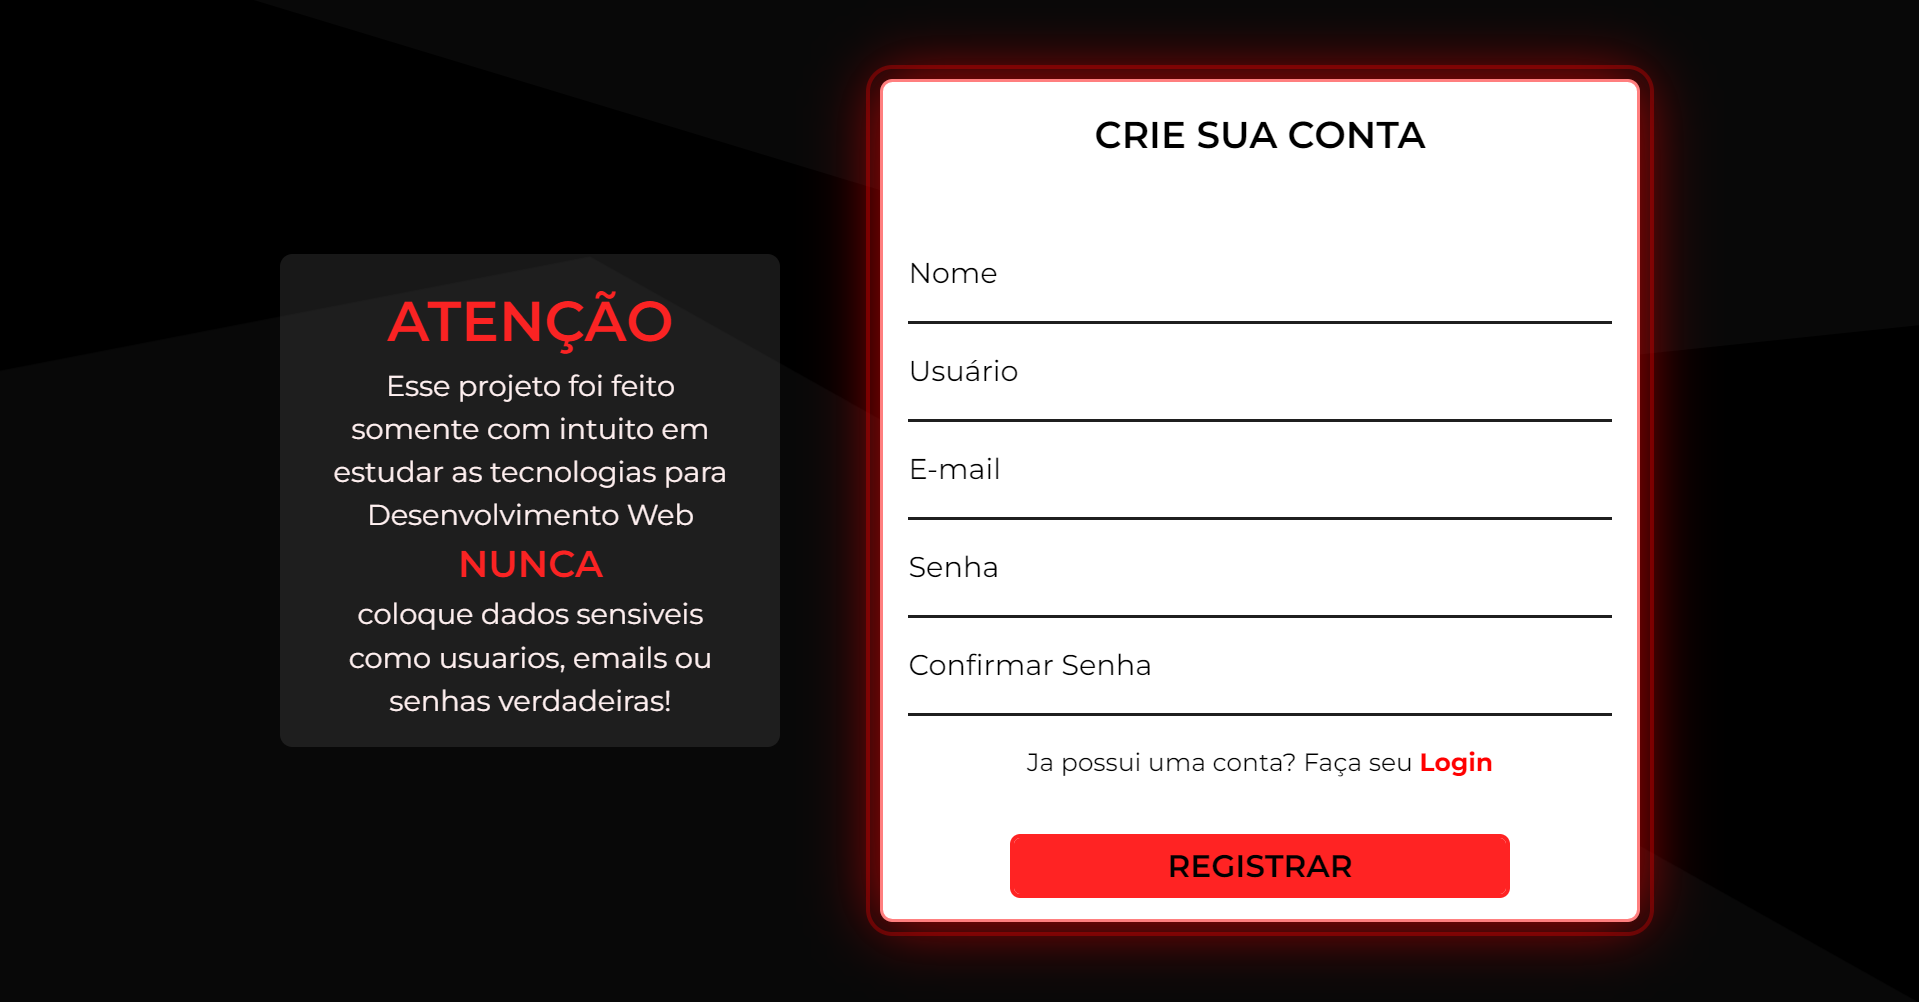 ATENÇÃO
Esse projeto foi feito
somente com intuito em
estudar as tecnologias para
Desenvolvimento Web
NUNCA
coloque dados sensiveis
como usuarios, emails ou
senhas verdadeiras!
CRIE SUA CONTA
Nome
Usuário
E-mail
Senha
Confirmar Senha
Ja possui uma conta? Faça seu Login
REGISTRAR